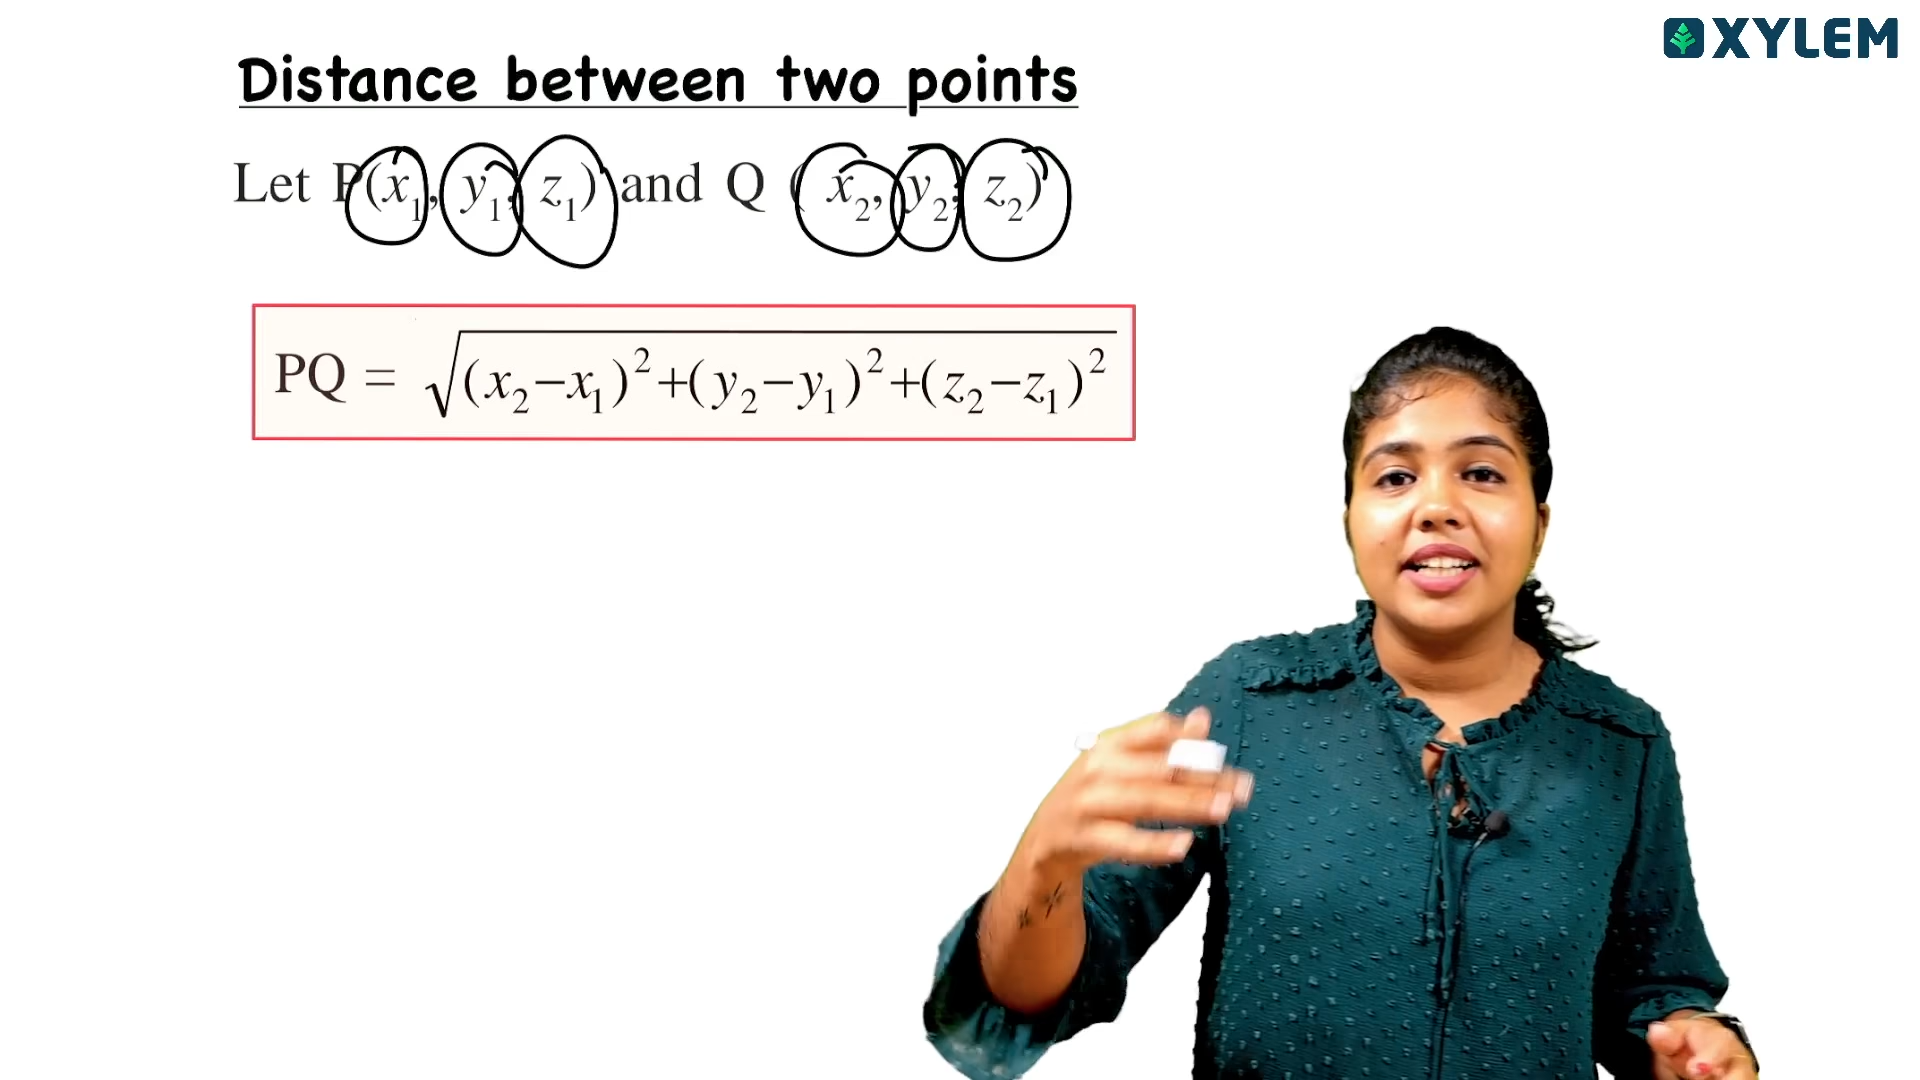 XYLEM
Distance between two points
Let P(x₁, y₁, z₁) and Q ( x₂, y₂, z₂)
PQ = √(x₂−x₁)²+(y₂−y₁)²+(z₂−z₁)²